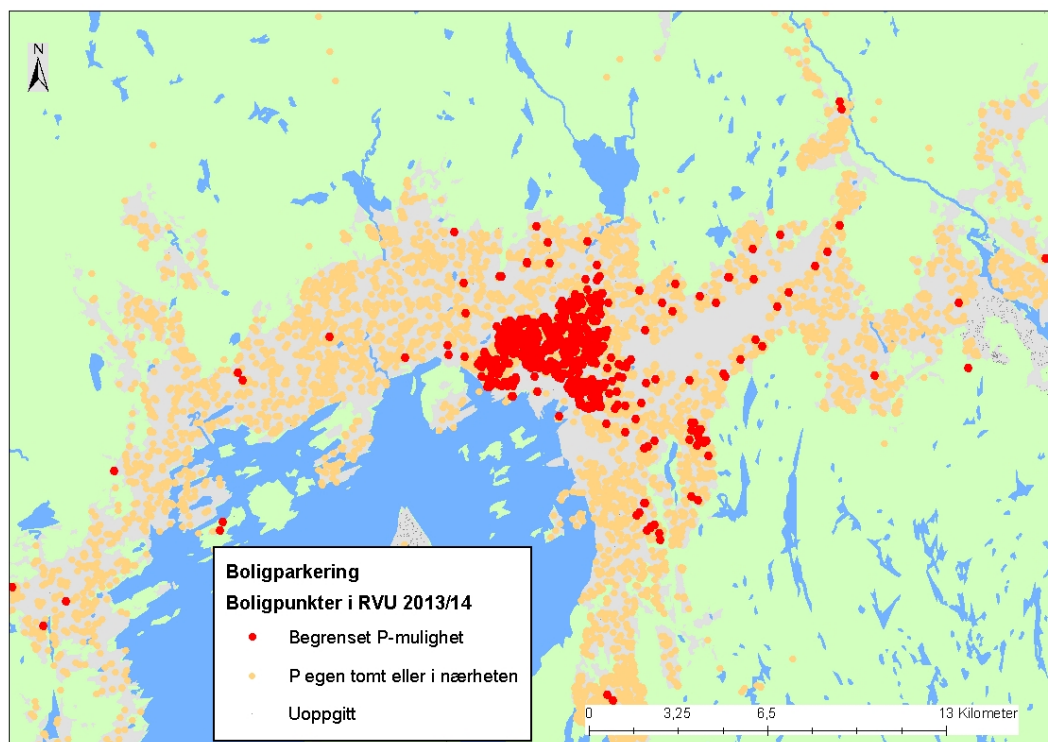 N
Boligparkering
Boligpunkter i RVU 2013/14
Begrenset P-mulighet
P egen tomt eller i nærheten
Uoppgitt
0 3,25 6,5 13 Kilometer